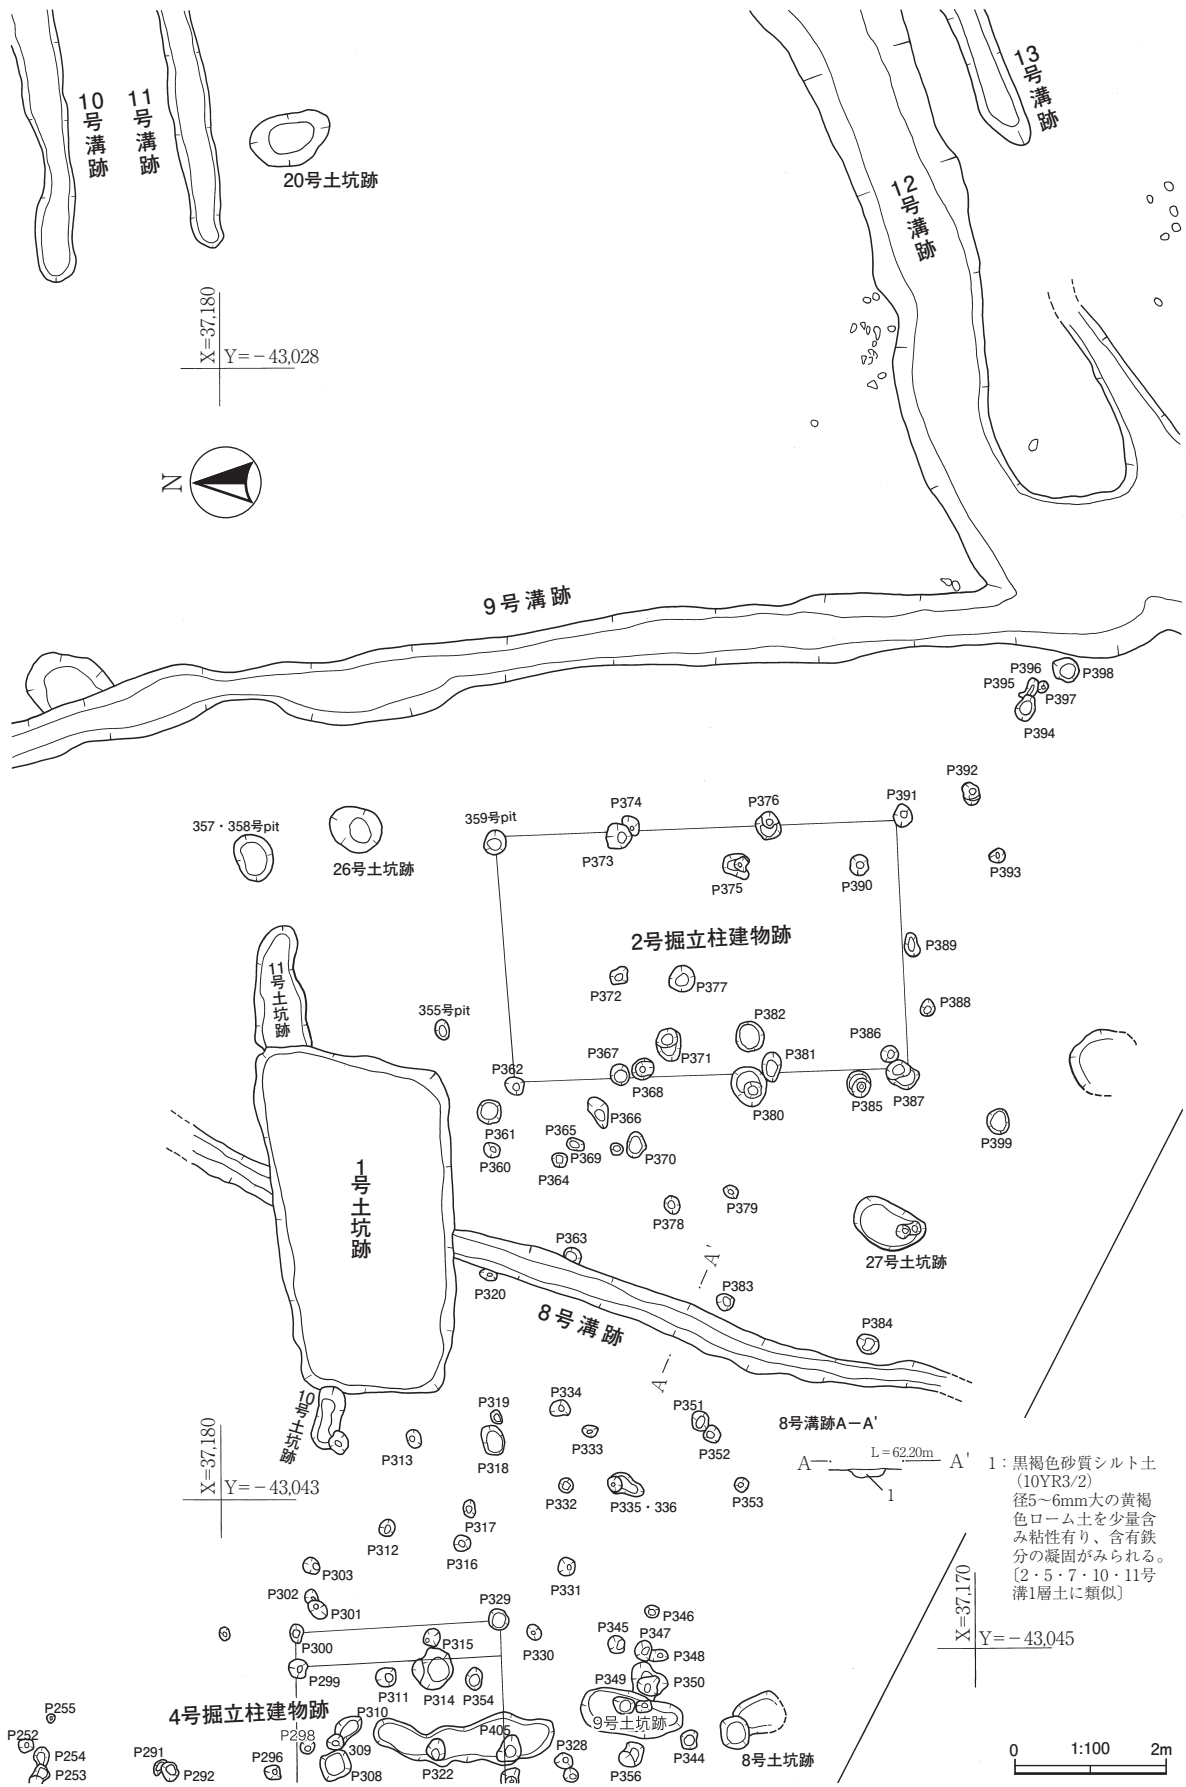 10号溝跡
11号溝跡
20号土坑跡
13号溝跡
12号溝跡
X=37,180
Y=－43,028
N
9号溝跡
P396
P395
P398
P397
P394
P392
P391
P393
357・358号pit
26号土坑跡
359号pit
P374
P373
P376
P375
P390
2号掘立柱建物跡
P389
P388
P372
P377
11号土坑跡
355号pit
P382
P386
P362
P367
P371
P381
P368
P380
P385
P387
P361
P366
P365
P369
P370
P360
P364
P399
1号土坑跡
P378
P379
P363
A'
27号土坑跡
P320
P383
8号溝跡
P384
A
10号土坑跡
P319
P334
P351
P313
P318
P333
P352
8号溝跡A－A'
L=62.20m
A
A'
1
1：黒褐色砂質シルト土
(10YR3/2)
径5～6mm大の黄褐
色ローム土を少量含
み粘性有り、含有鉄
分の凝固がみられる。
〔2・5・7・10・11号
溝1層土に類似〕
X=37,180
Y=－43,043
P332
P335・336
P353
P317
P312
P316
P303
P331
P302
P301
P329
P346
P345
P347
P300
P315
P330
P348
X=37,170
Y=－43,045
P299
P311
P314
P354
P349
P350
4号掘立柱建物跡
P310
9号土坑跡
P255
P252
P254
P253
P291
P292
P296
P298
309
P308
P322
P405
P328
P356
P344
8号土坑跡
0
1:100
2m